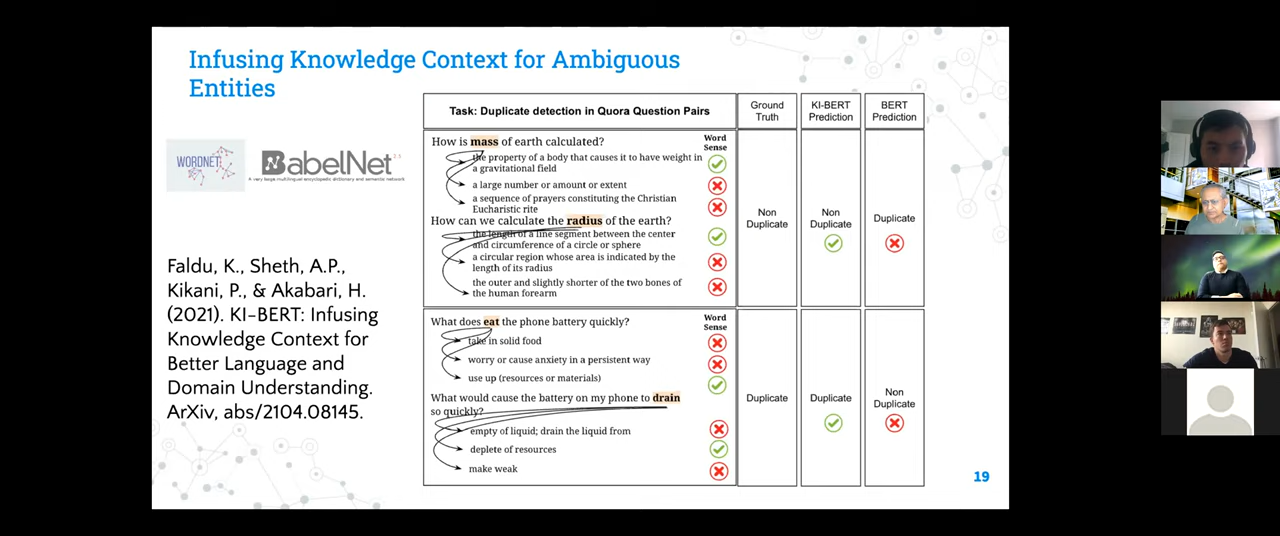 Infusing Knowledge Context for Ambiguous
Entities
WORDNET
BabelNet
A very large multilingual encyclopedic dictionary and semantic network
Faldu, K., Sheth, A.P.,
Kikani, P., & Akabari, H.
(2021). KI-BERT: Infusing
Knowledge Context for
Better Language and
Domain Understanding.
ArXiv, abs/2104.08145.
Task: Duplicate detection in Quora Question Pairs
Ground
Truth
KI-BERT
Prediction
BERT
Prediction
How is mass of earth calculated?
Word
Sense
the property of a body that causes it to have weight in
a gravitational field
a large number or amount or extent
a sequence of prayers constituting the Christian
Eucharistic rite
How can we calculate the radius of the earth?
the length of a line segment between the center
and circumference of a circle or sphere
a circular region whose area is indicated by the
length of its radius
the outer and slightly shorter of the two bones of
the human forearm
Non
Duplicate
Non
Duplicate
Duplicate
What does eat the phone battery quickly?
Word
Sense
take in solid food
worry or cause anxiety in a persistent way
use up (resources or materials)
What would cause the battery on my phone to drain
so quickly?
empty of liquid; drain the liquid from
deplete of resources
make weak
Duplicate
Duplicate
Non
Duplicate
19